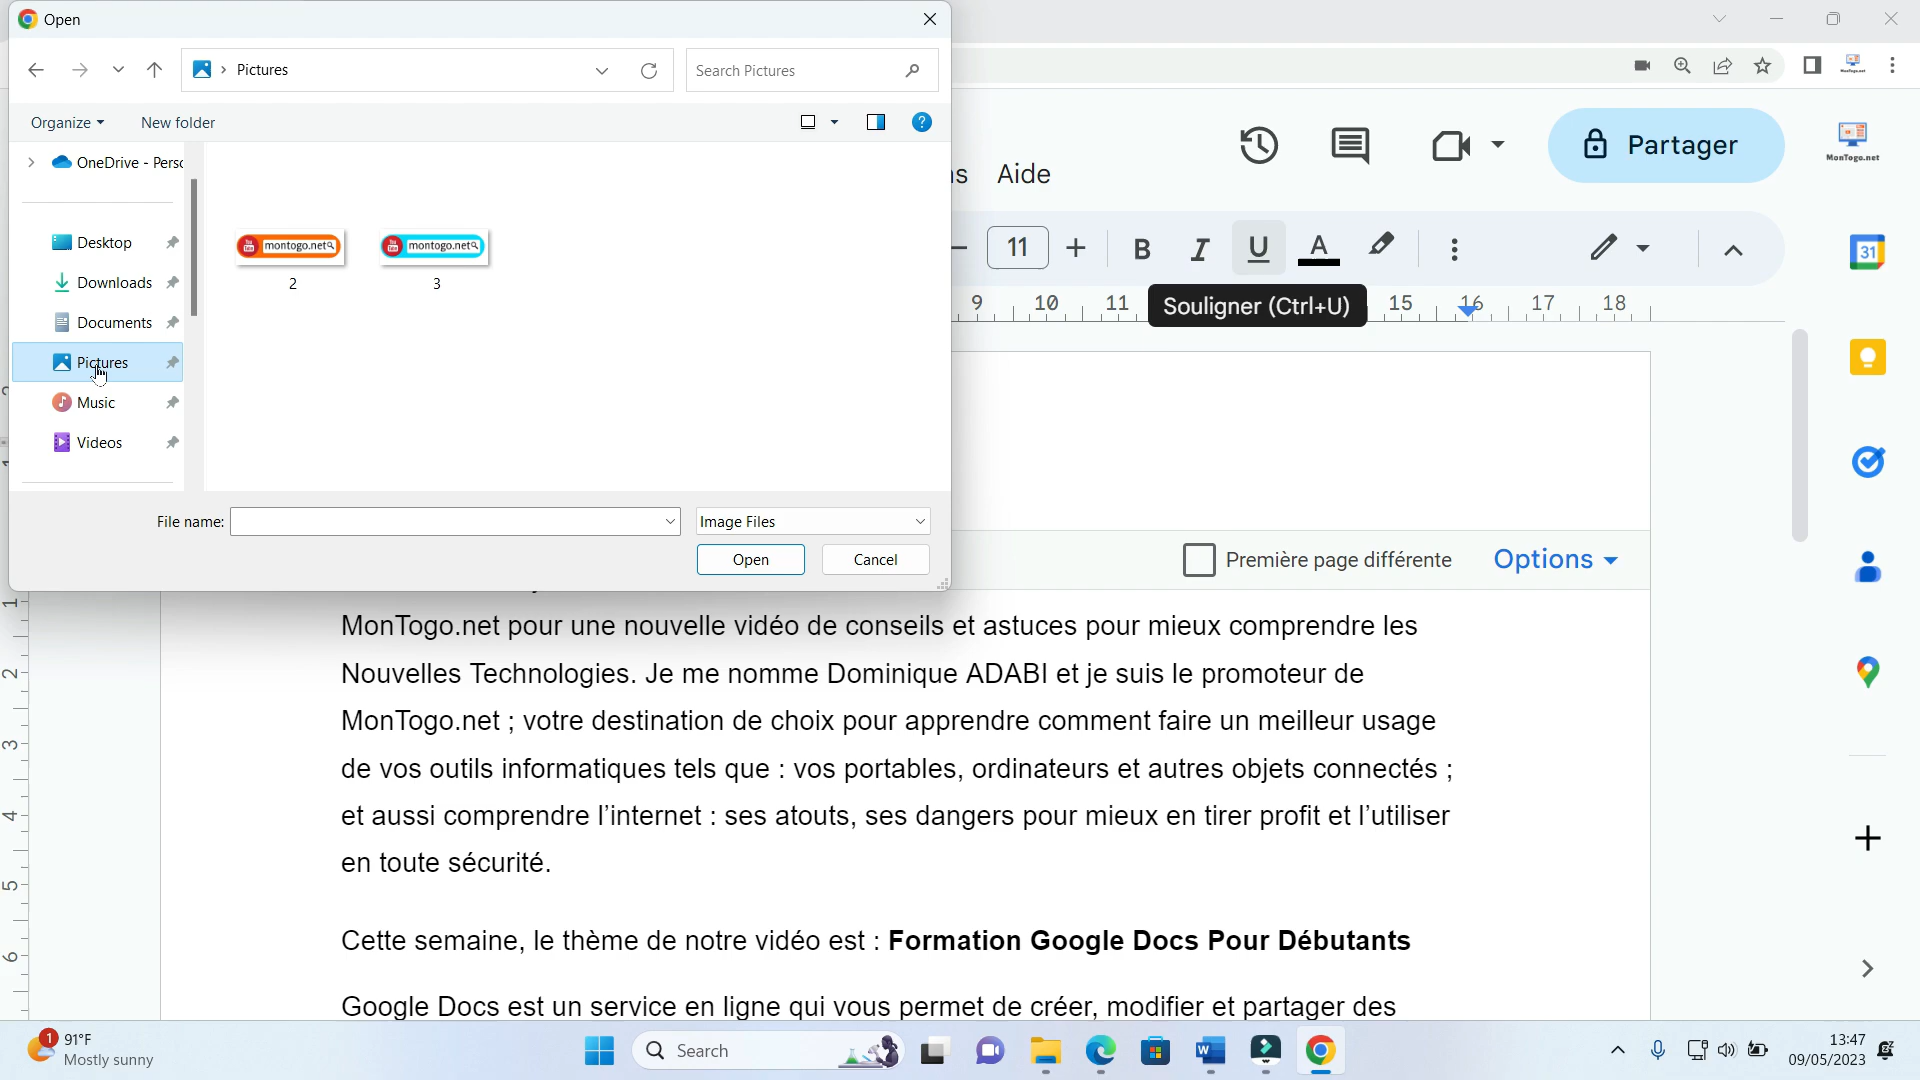 Open
Pictures
Search Pictures
Organize
New folder
OneDrive - Pers
Desktop
Downloads
Documents
Pictures
Music
Videos
montogo.net
2
montogo.net
3
File name:
Image Files
Open
Cancel
Aide
Partager
MonTogo.net
11
31
Souligner (Ctrl+U)
9 10 11 15 16 17 18
Première page différente
Options
MonTogo.net pour une nouvelle vidéo de conseils et astuces pour mieux comprendre les
Nouvelles Technologies. Je me nomme Dominique ADABI et je suis le promoteur de
MonTogo.net ; votre destination de choix pour apprendre comment faire un meilleur usage
de vos outils informatiques tels que : vos portables, ordinateurs et autres objets connectés ;
et aussi comprendre l'internet : ses atouts, ses dangers pour mieux en tirer profit et l'utiliser
en toute sécurité.
Cette semaine, le thème de notre vidéo est : Formation Google Docs Pour Débutants
Google Docs est un service en ligne qui vous permet de créer, modifier et partager des
1
2
3
4
5
6
1
91°F
Mostly sunny
Search
13:47
09/05/2023